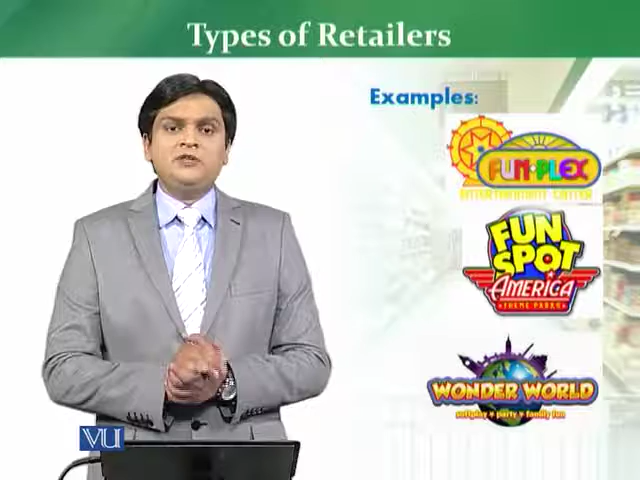 Types of Retailers
Examples:
FUN-PLEX
ENTERTAINMENT CENTER
FUN
SPOT
AMERICA
THEME PARKS
WONDER WORLD
softplay • party • family fun
VU